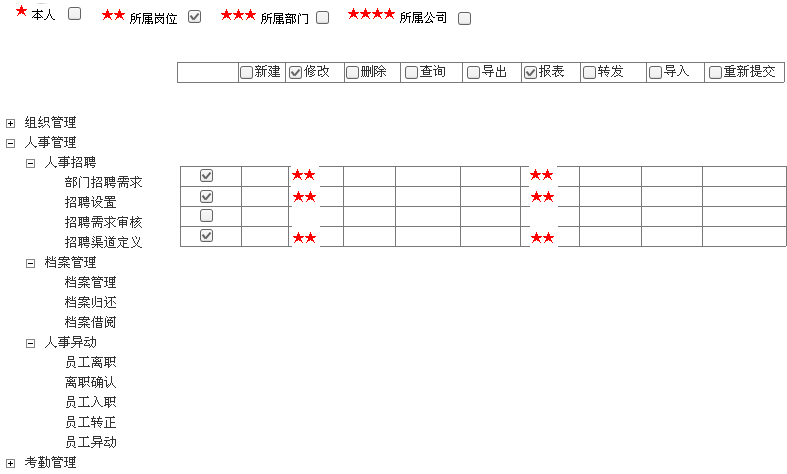 ★ 本人 ★★ 所属岗位 ★★★ 所属部门 ★★★★ 所属公司
新建 修改 删除 查询 导出 报表 转发 导入 重新提交
组织管理
人事管理
人事招聘
部门招聘需求 ★★ ★★
招聘设置 ★★ ★★
招聘需求审核
招聘渠道定义 ★★ ★★
档案管理
档案管理
档案归还
档案借阅
人事异动
员工离职
离职确认
员工入职
员工转正
员工异动
考勤管理